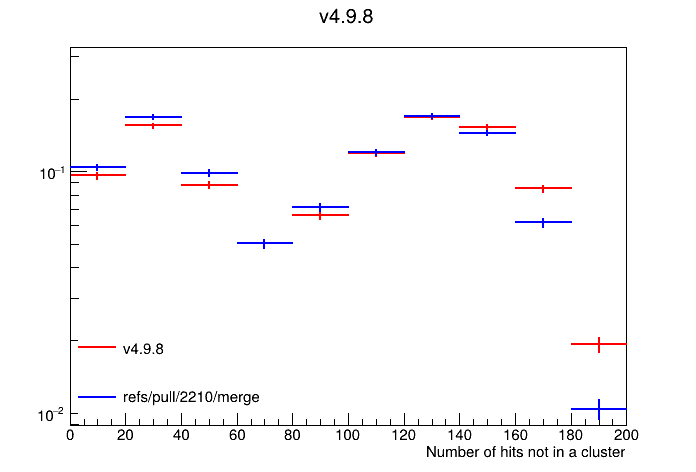 v4.9.8
10⁻¹
v4.9.8
refs/pull/2210/merge
10⁻²
0 20 40 60 80 100 120 140 160 180 200
Number of hits not in a cluster